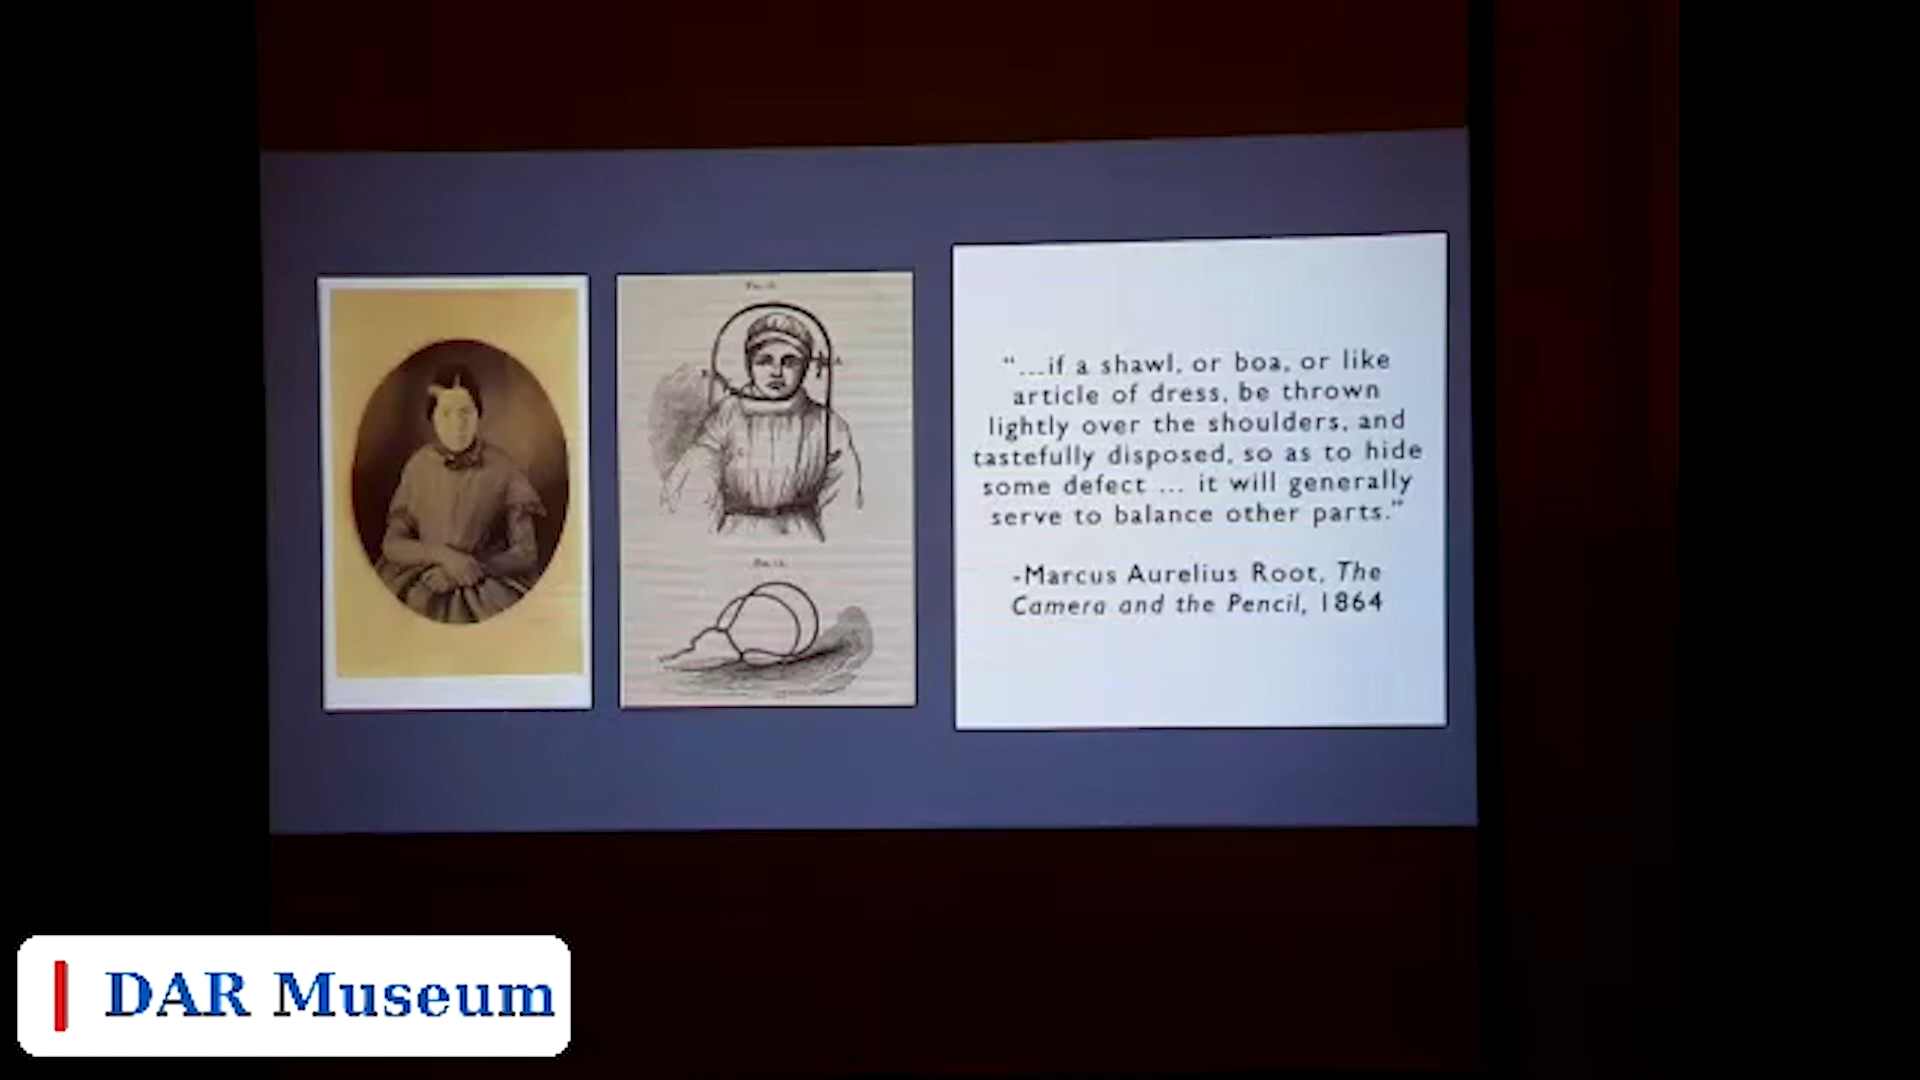 “...if a shawl, or boa, or like
article of dress, be thrown
lightly over the shoulders, and
tastefully disposed, so as to hide
some defect ... it will generally
serve to balance other parts.”
-Marcus Aurelius Root, The
Camera and the Pencil, 1864
DAR Museum